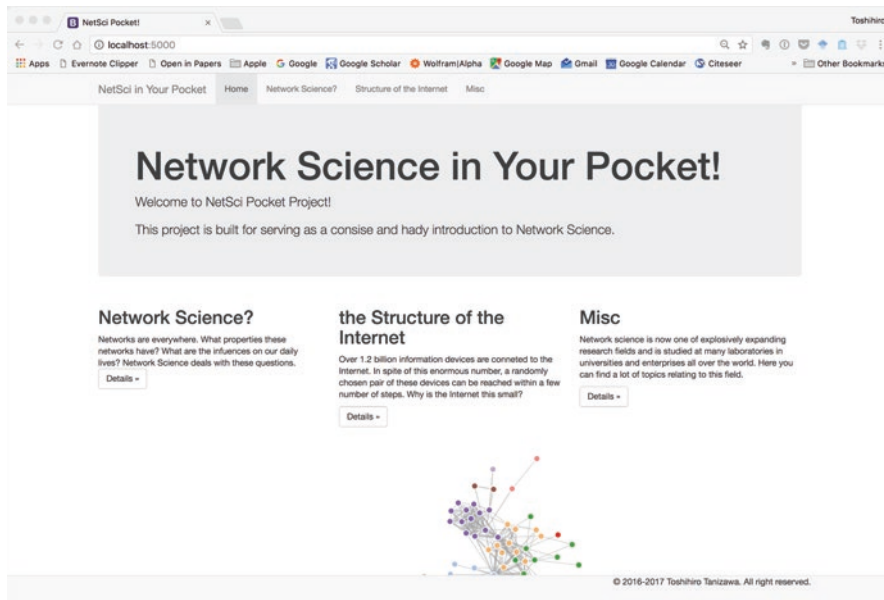 NetSci Pocket!
Toshihiro
localhost:5000
Apps Evernote Clipper Open in Papers Apple Google Google Scholar Wolfram|Alpha Google Map Gmail Google Calendar Citeseer » Other Bookmarks
NetSci in Your Pocket Home Network Science? Structure of the Internet Misc
Network Science in Your Pocket!
Welcome to NetSci Pocket Project!
This project is built for serving as a consise and hady introduction to Network Science.
Network Science?
Networks are everywhere. What properties these
networks have? What are the infuences on our daily
lives? Network Science deals with these questions.
Details »
the Structure of the
Internet
Over 1.2 billion information devices are conneted to the
Internet. In spite of this enormous number, a randomly
chosen pair of these devices can be reached within a few
number of steps. Why is the Internet this small?
Details »
Misc
Network science is now one of explosively expanding
research fields and is studied at many laboratories in
universities and enterprises all over the world. Here you
can find a lot of topics relating to this field.
Details »
© 2016-2017 Toshihiro Tanizawa. All right reserved.